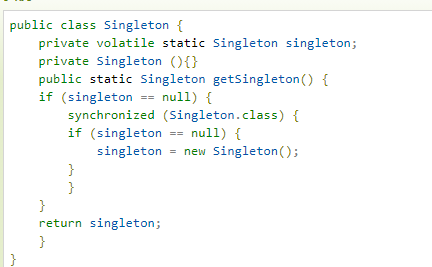 public class Singleton {
    private volatile static Singleton singleton;
    private Singleton (){}
    public static Singleton getSingleton() {
    if (singleton == null) {
        synchronized (Singleton.class) {
        if (singleton == null) {
            singleton = new Singleton();
        }
        }
    }
    return singleton;
    }
}